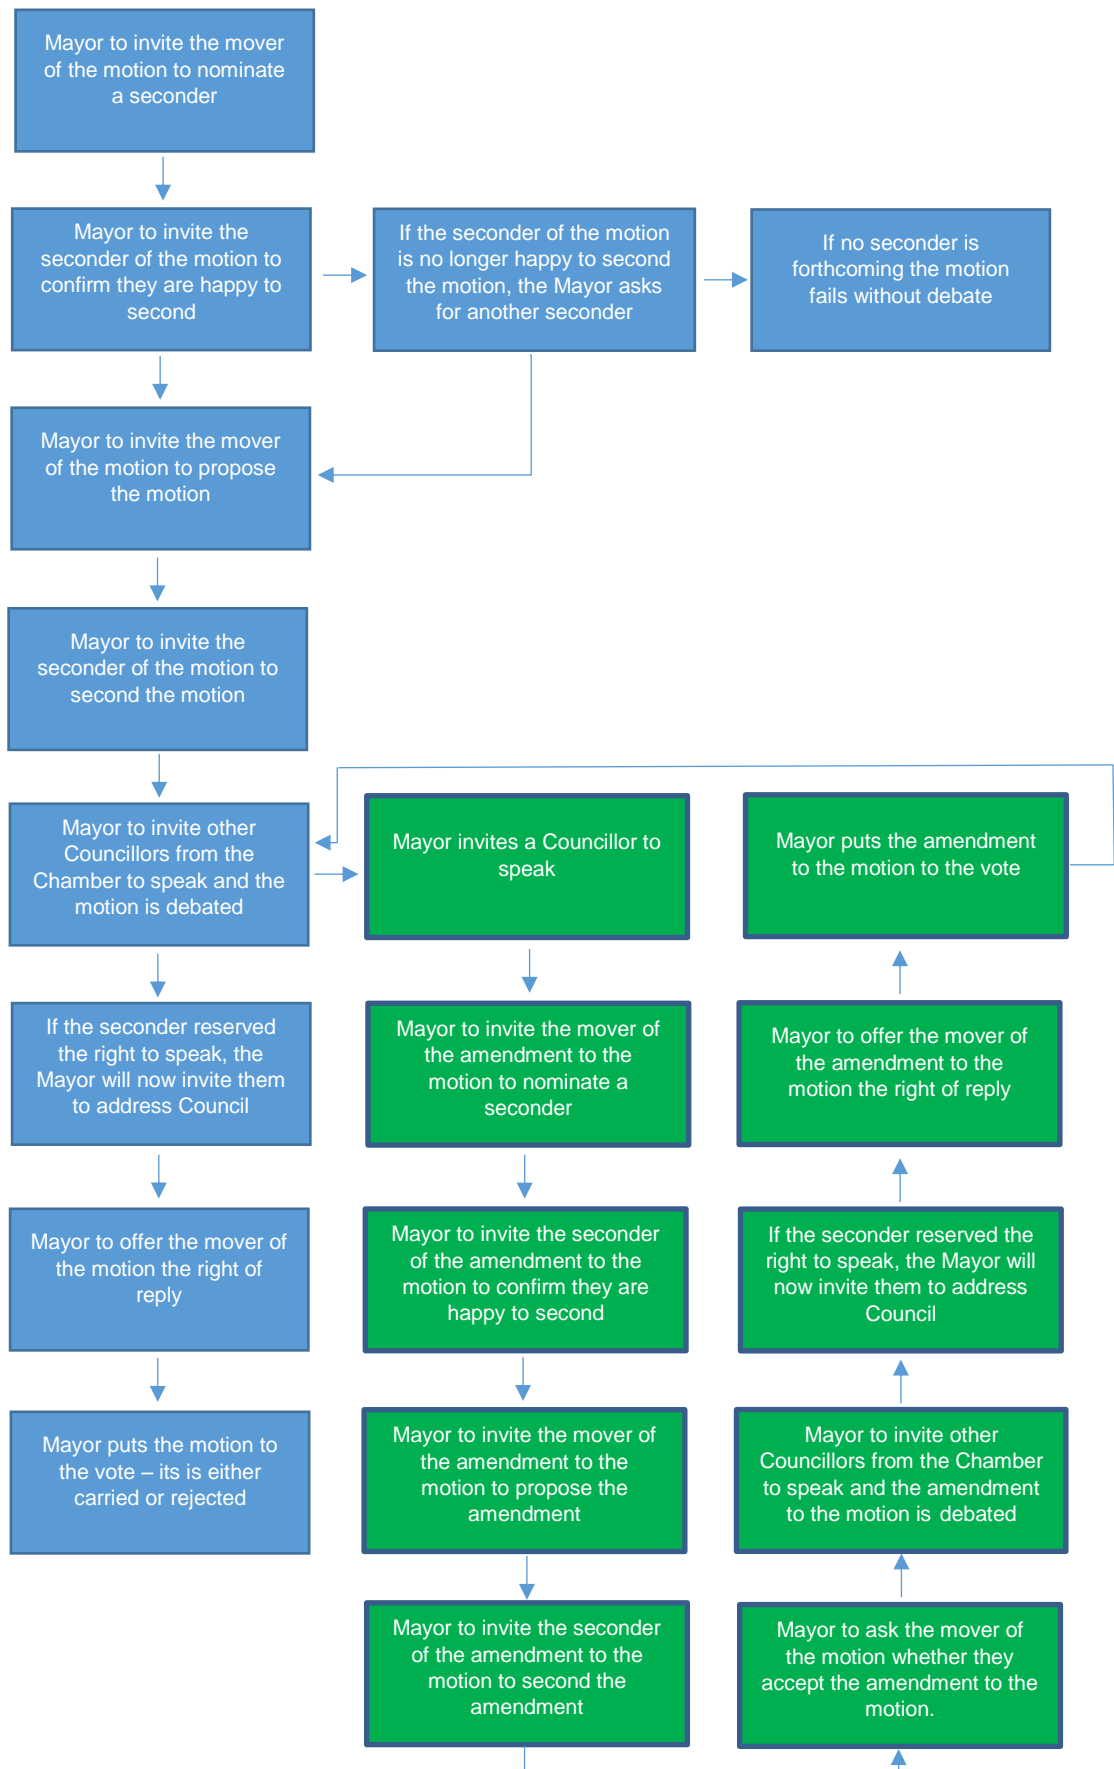 Mayor to invite the mover
of the motion to nominate
a seconder
Mayor to invite the
seconder of the motion to
confirm they are happy to
second
If the seconder of the motion
is no longer happy to second
the motion, the Mayor asks
for another seconder
If no seconder is
forthcoming the motion
fails without debate
Mayor to invite the mover
of the motion to propose
the motion
Mayor to invite the
seconder of the motion to
second the motion
Mayor to invite other
Councillors from the
Chamber to speak and the
motion is debated
If the seconder reserved
the right to speak, the
Mayor will now invite them
to address Council
Mayor to offer the mover of
the motion the right of
reply
Mayor puts the motion to
the vote – its is either
carried or rejected
Mayor invites a Councillor to
speak
Mayor to invite the mover of
the amendment to the
motion to nominate a
seconder
Mayor to invite the seconder
of the amendment to the
motion to confirm they are
happy to second
Mayor to invite the mover of
the amendment to the
motion to propose the
amendment
Mayor to invite the seconder
of the amendment to the
motion to second the
amendment
Mayor to ask the mover of
the motion whether they
accept the amendment to the
motion.
Mayor to invite other
Councillors from the Chamber
to speak and the amendment
to the motion is debated
If the seconder reserved the
right to speak, the Mayor will
now invite them to address
Council
Mayor to offer the mover of
the amendment to the
motion the right of reply
Mayor puts the amendment
to the motion to the vote